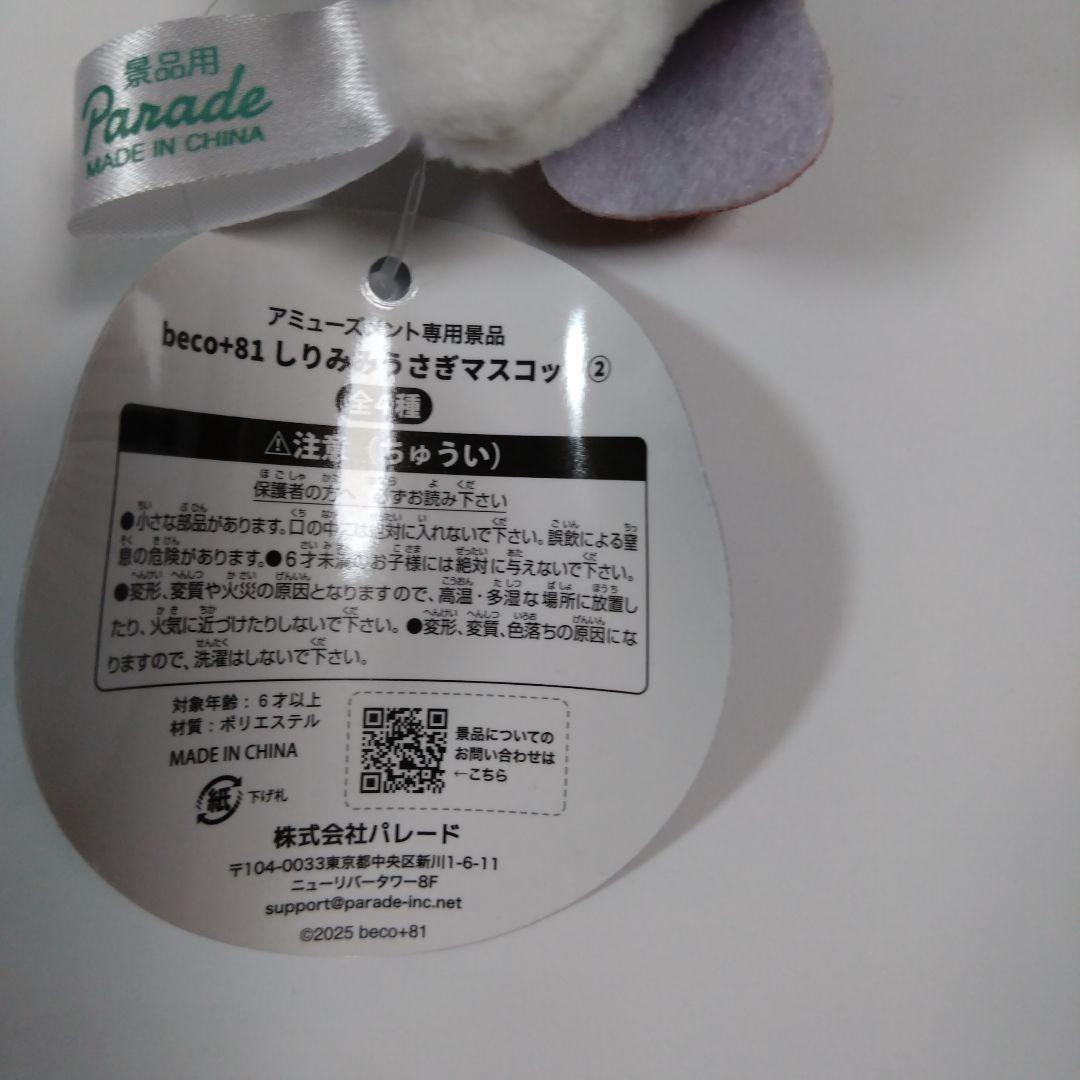 景品用
Parade
MADE IN CHINA
アミューズメント専用景品
beco+81 しりみみうさぎマスコッ ②
全4種
⚠注意（ちゅうい）
保護者の方へ 必ずお読み下さい
●小さな部品があります。口の中には絶対に入れないで下さい。誤飲による窒
息の危険があります。●6才未満のお子様には絶対に与えないで下さい。
●変形、変質や火災の原因となりますので、高温・多湿な場所に放置し
たり、火気に近づけたりしないで下さい。●変形、変質、色落ちの原因にな
りますので、洗濯はしないで下さい。
対象年齢：6才以上
材質：ポリエステル
MADE IN CHINA
紙 下げ札
景品についての
お問い合わせは
←こちら
株式会社パレード
〒104-0033東京都中央区新川1-6-11
ニューリバータワー8F
support@parade-inc.net
©2025 beco+81